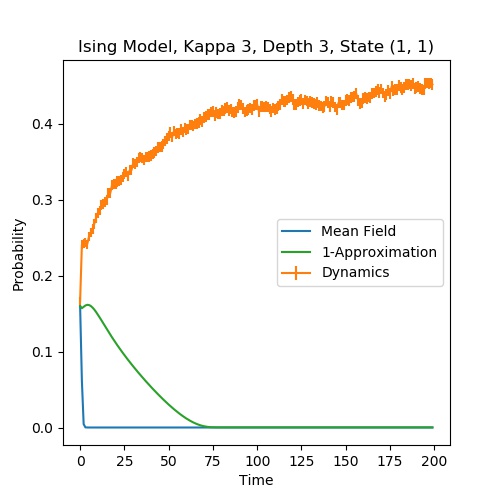 Ising Model, Kappa 3, Depth 3, State (1, 1)
Probability
0.4
0.3
0.2
0.1
0.0
Mean Field
1-Approximation
Dynamics
0 25 50 75 100 125 150 175 200
Time